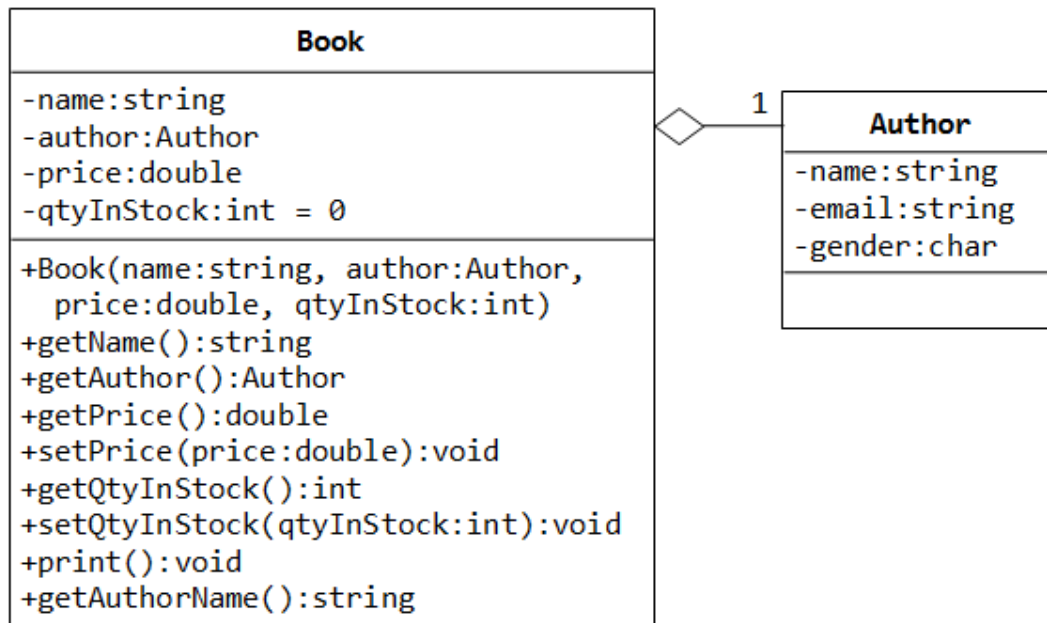 Book
-name:string
-author:Author
-price:double
-qtyInStock:int = 0
+Book(name:string, author:Author,
price:double, qtyInStock:int)
+getName():string
+getAuthor():Author
+getPrice():double
+setPrice(price:double):void
+getQtyInStock():int
+setQtyInStock(qtyInStock:int):void
+print():void
+getAuthorName():string
1
Author
-name:string
-email:string
-gender:char